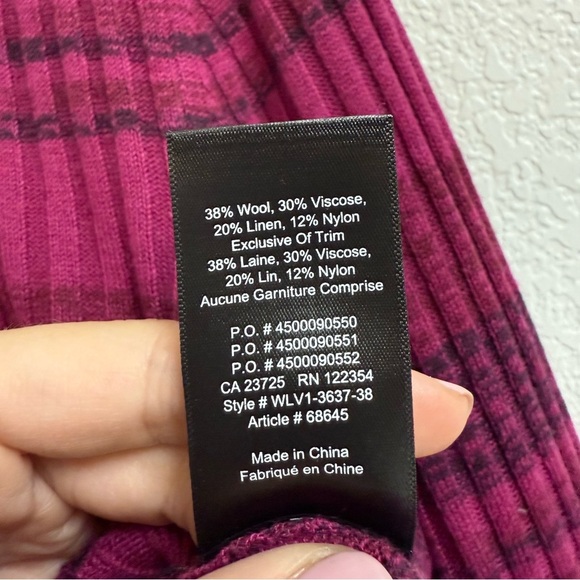 38% Wool, 30% Viscose,
20% Linen, 12% Nylon
Exclusive Of Trim
38% Laine, 30% Viscose,
20% Lin, 12% Nylon
Aucune Garniture Comprise
P.O. # 4500090550
P.O. # 4500090551
P.O. # 4500090552
CA 23725 RN 122354
Style # WLV1-3637-38
Article # 68645
Made in China
Fabriqué en Chine